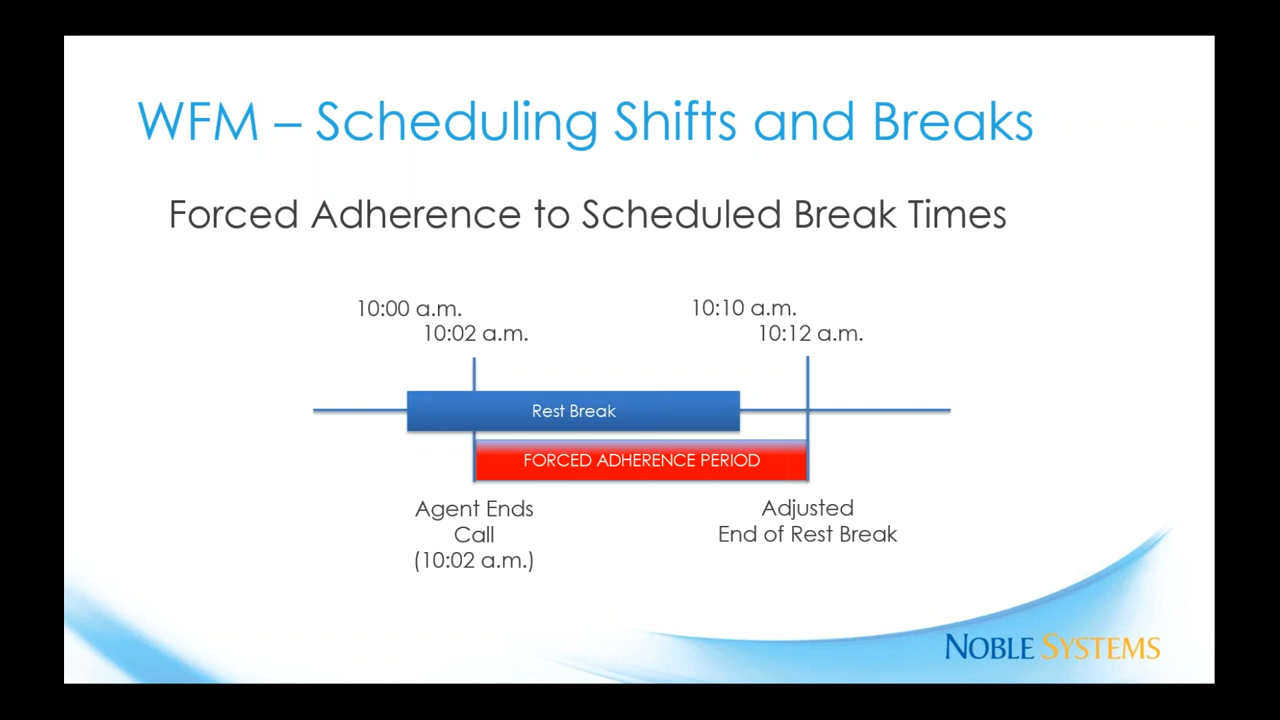 WFM – Scheduling Shifts and Breaks
Forced Adherence to Scheduled Break Times
10:00 a.m.
10:10 a.m.
10:02 a.m.
10:12 a.m.
Rest Break
FORCED ADHERENCE PERIOD
Agent Ends
Call
(10:02 a.m.)
Adjusted
End of Rest Break
NOBLE SYSTEMS